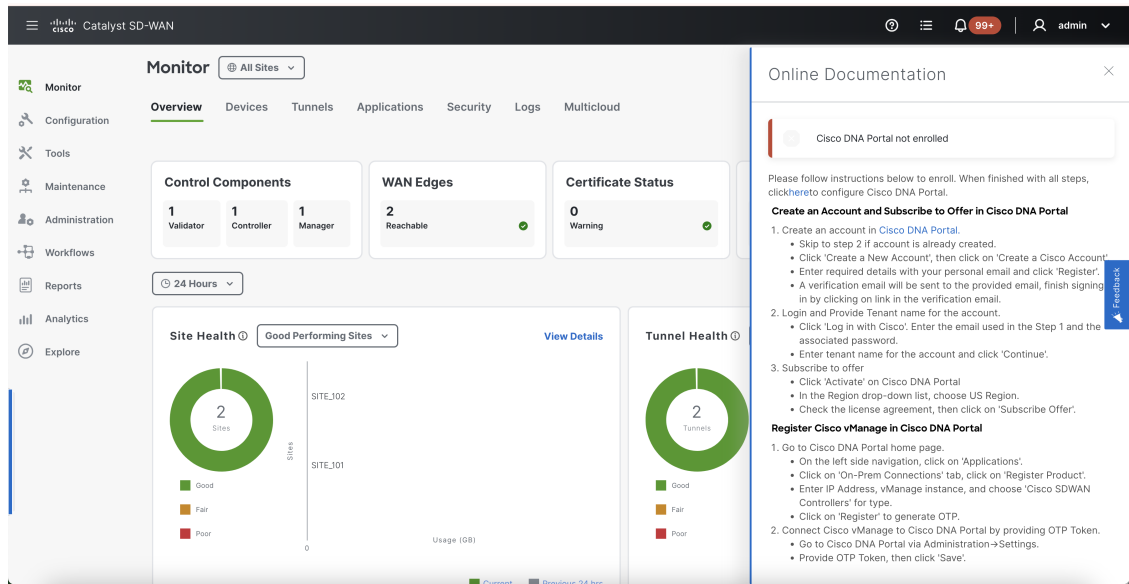 cisco Catalyst SD-WAN
99+
admin
Monitor
Configuration
Tools
Maintenance
Administration
Workflows
Reports
Analytics
Explore
Monitor All Sites
Overview Devices Tunnels Applications Security Logs Multicloud
Control Components
1 Validator
1 Controller
1 Manager
WAN Edges
2
Reachable
Certificate Status
0
Warning
24 Hours
Site Health Good Performing Sites View Details
2
Sites
Good
Fair
Poor
Sites
SITE_102
SITE_101
0
Usage (GB)
Current Previous 24 hrs
Tunnel Health
2
Tunnels
Good
Fair
Poor
Online Documentation
Cisco DNA Portal not enrolled
Please follow instructions below to enroll. When finished with all steps,
clickhereto configure Cisco DNA Portal.
Create an Account and Subscribe to Offer in Cisco DNA Portal
1. Create an account in Cisco DNA Portal.
• Skip to step 2 if account is already created.
• Click 'Create a New Account', then click on 'Create a Cisco Account'
• Enter required details with your personal email and click 'Register'.
• A verification email will be sent to the provided email, finish signing
in by clicking on link in the verification email.
2. Login and Provide Tenant name for the account.
• Click 'Log in with Cisco'. Enter the email used in the Step 1 and the
associated password.
• Enter tenant name for the account and click 'Continue'.
3. Subscribe to offer
• Click 'Activate' on Cisco DNA Portal
• In the Region drop-down list, choose US Region.
• Check the license agreement, then click on 'Subscribe Offer'.
Register Cisco vManage in Cisco DNA Portal
1. Go to Cisco DNA Portal home page.
• On the left side navigation, click on 'Applications'.
• Click on 'On-Prem Connections' tab, click on 'Register Product'.
• Enter IP Address, vManage instance, and choose 'Cisco SDWAN
Controllers' for type.
• Click on 'Register' to generate OTP.
2. Connect Cisco vManage to Cisco DNA Portal by providing OTP Token.
• Go to Cisco DNA Portal via Administration→Settings.
• Provide OTP Token, then click 'Save'.
Feedback